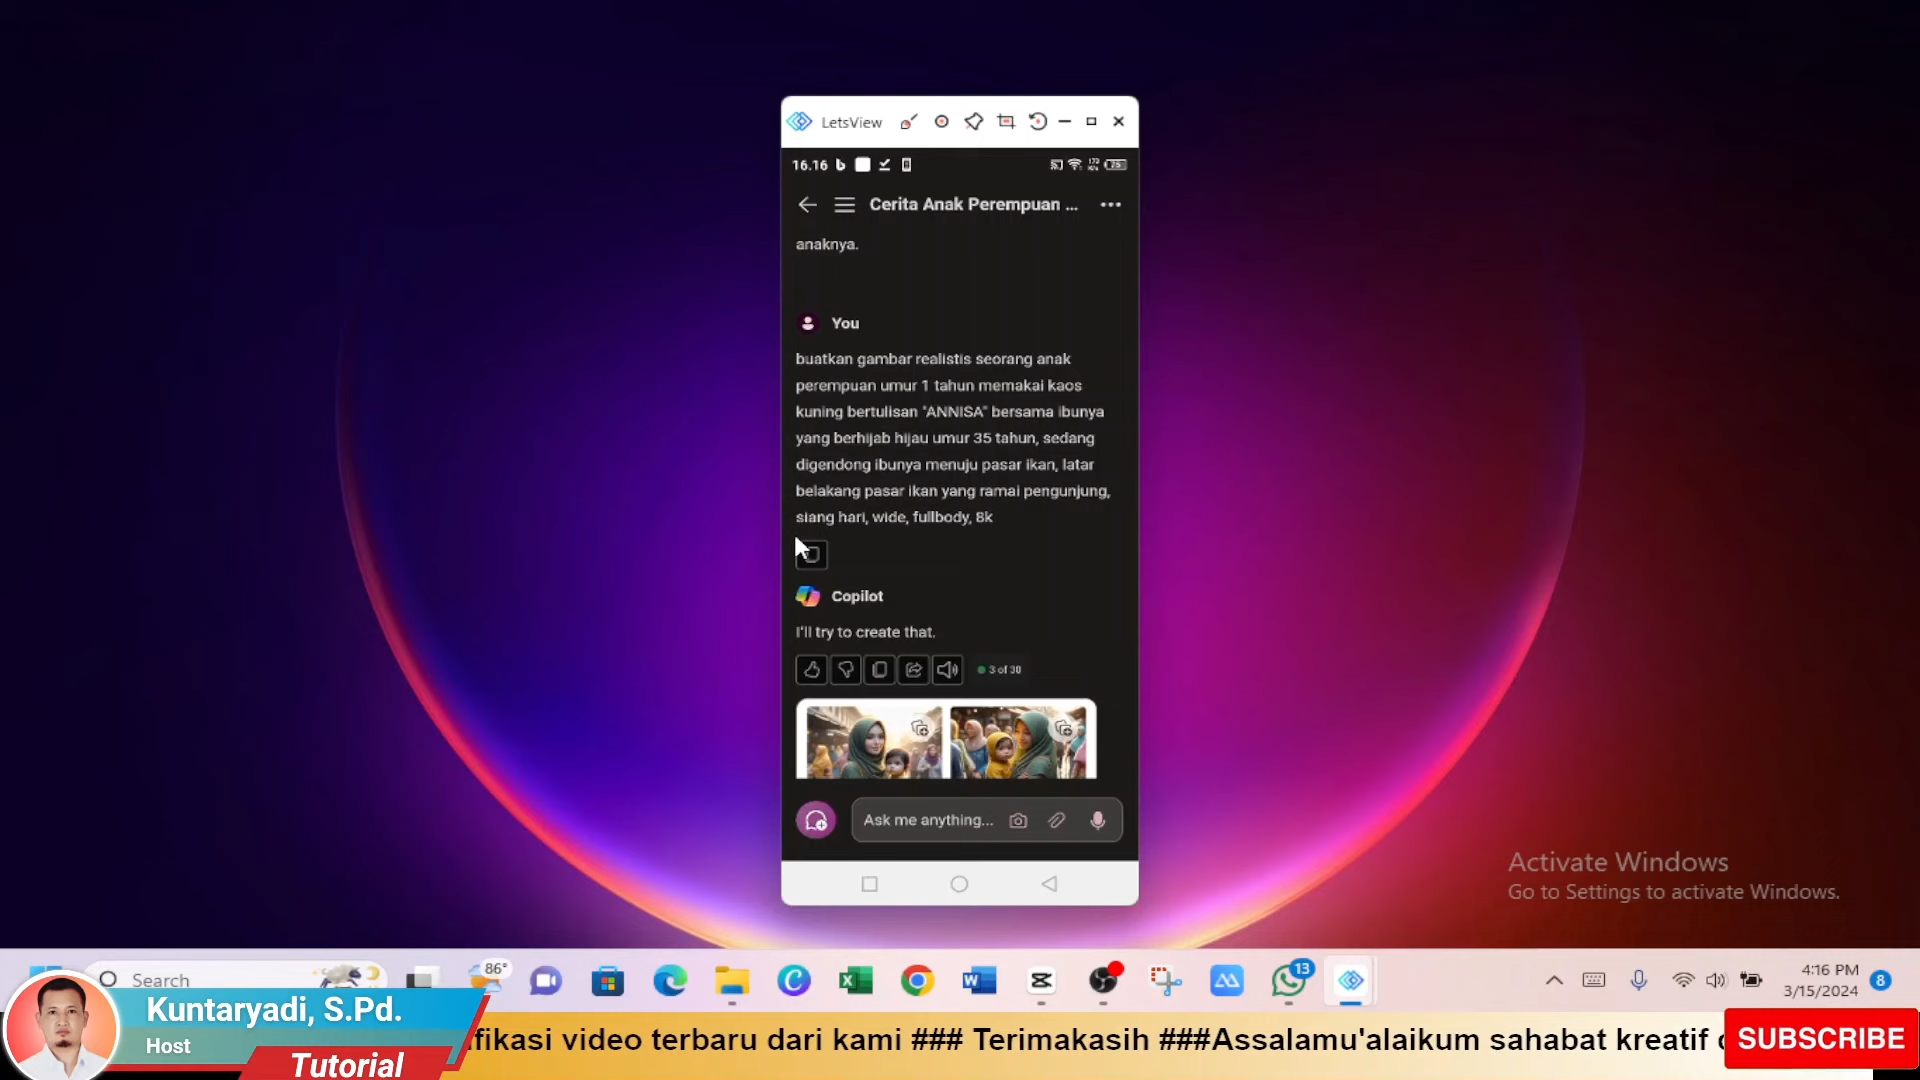 LetsView
16.16
75
Cerita Anak Perempuan ...
anaknya.
You
buatkan gambar realistis seorang anak
perempuan umur 1 tahun memakai kaos
kuning bertulisan "ANNISA" bersama ibunya
yang berhijab hijau umur 35 tahun, sedang
digendong ibunya menuju pasar ikan, latar
belakang pasar ikan yang ramai pengunjung,
siang hari, wide, fullbody, 8k
Copilot
I'll try to create that.
3 of 30
Ask me anything...
Activate Windows
Go to Settings to activate Windows.
Search
86°
13
4:16 PM
3/15/2024
8
Kuntaryadi, S.Pd.
Host
Tutorial
fikasi video terbaru dari kami ### Terimakasih ###Assalamu'alaikum sahabat kreatif
SUBSCRIBE